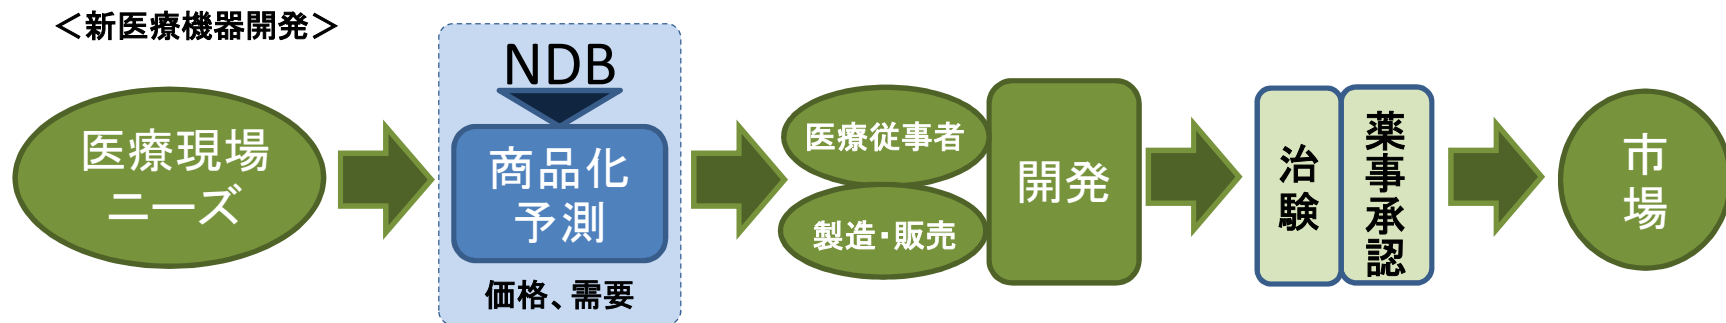 ＜新医療機器開発＞
医療現場
ニーズ
NDB
商品化
予測
価格、需要
医療従事者
製造・販売
開発
治験
薬事承認
市場